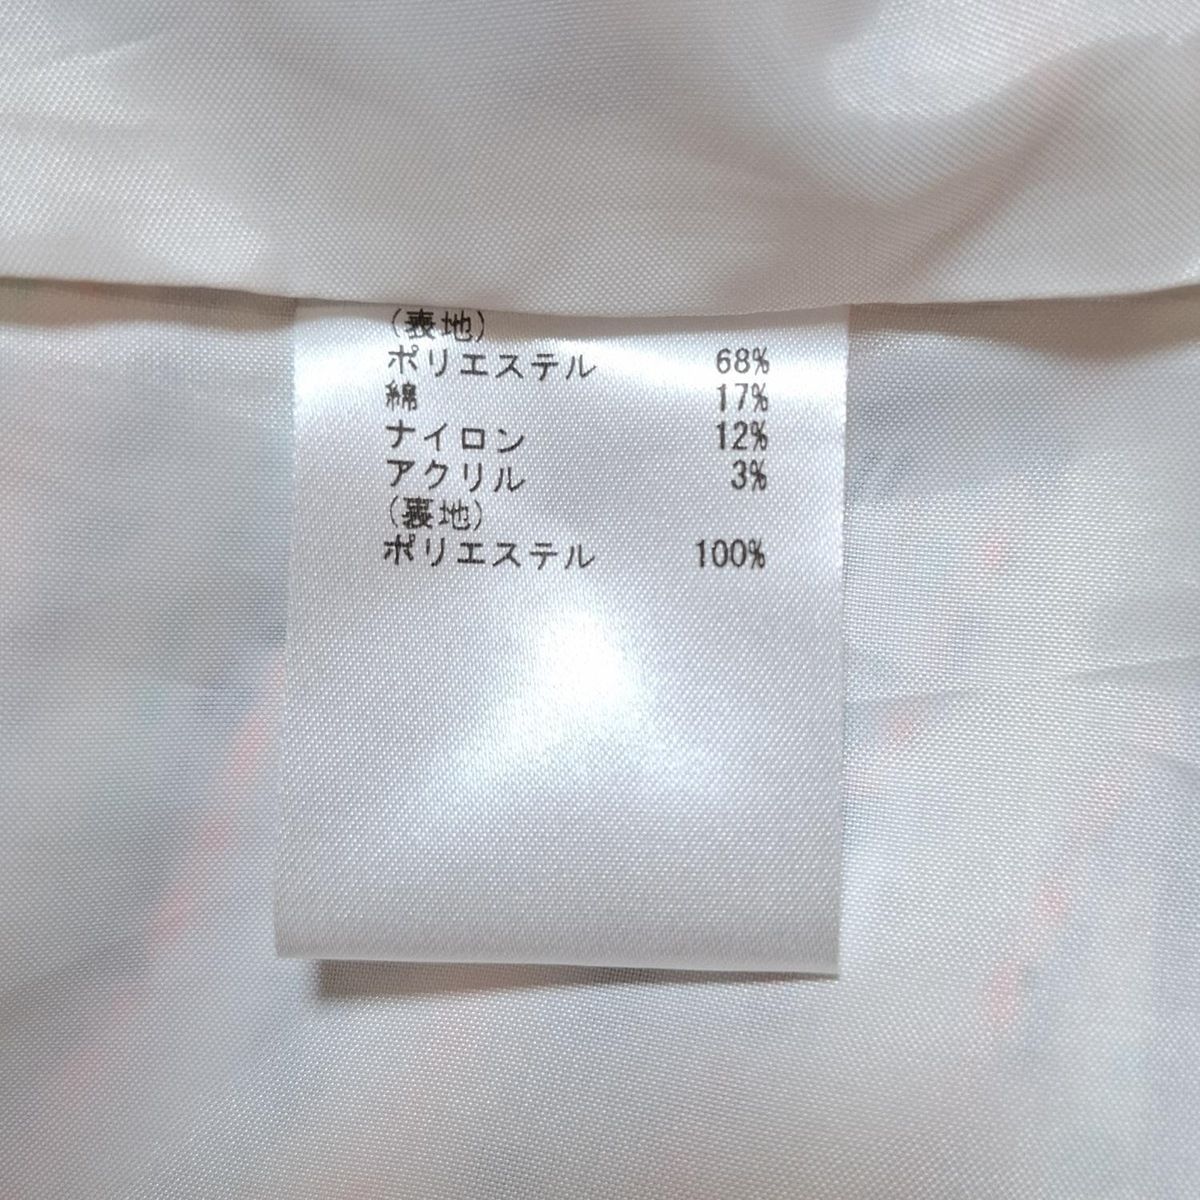 (表地)
ポリエステル 68%
綿 17%
ナイロン 12%
アクリル 3%
(裏地)
ポリエステル 100%